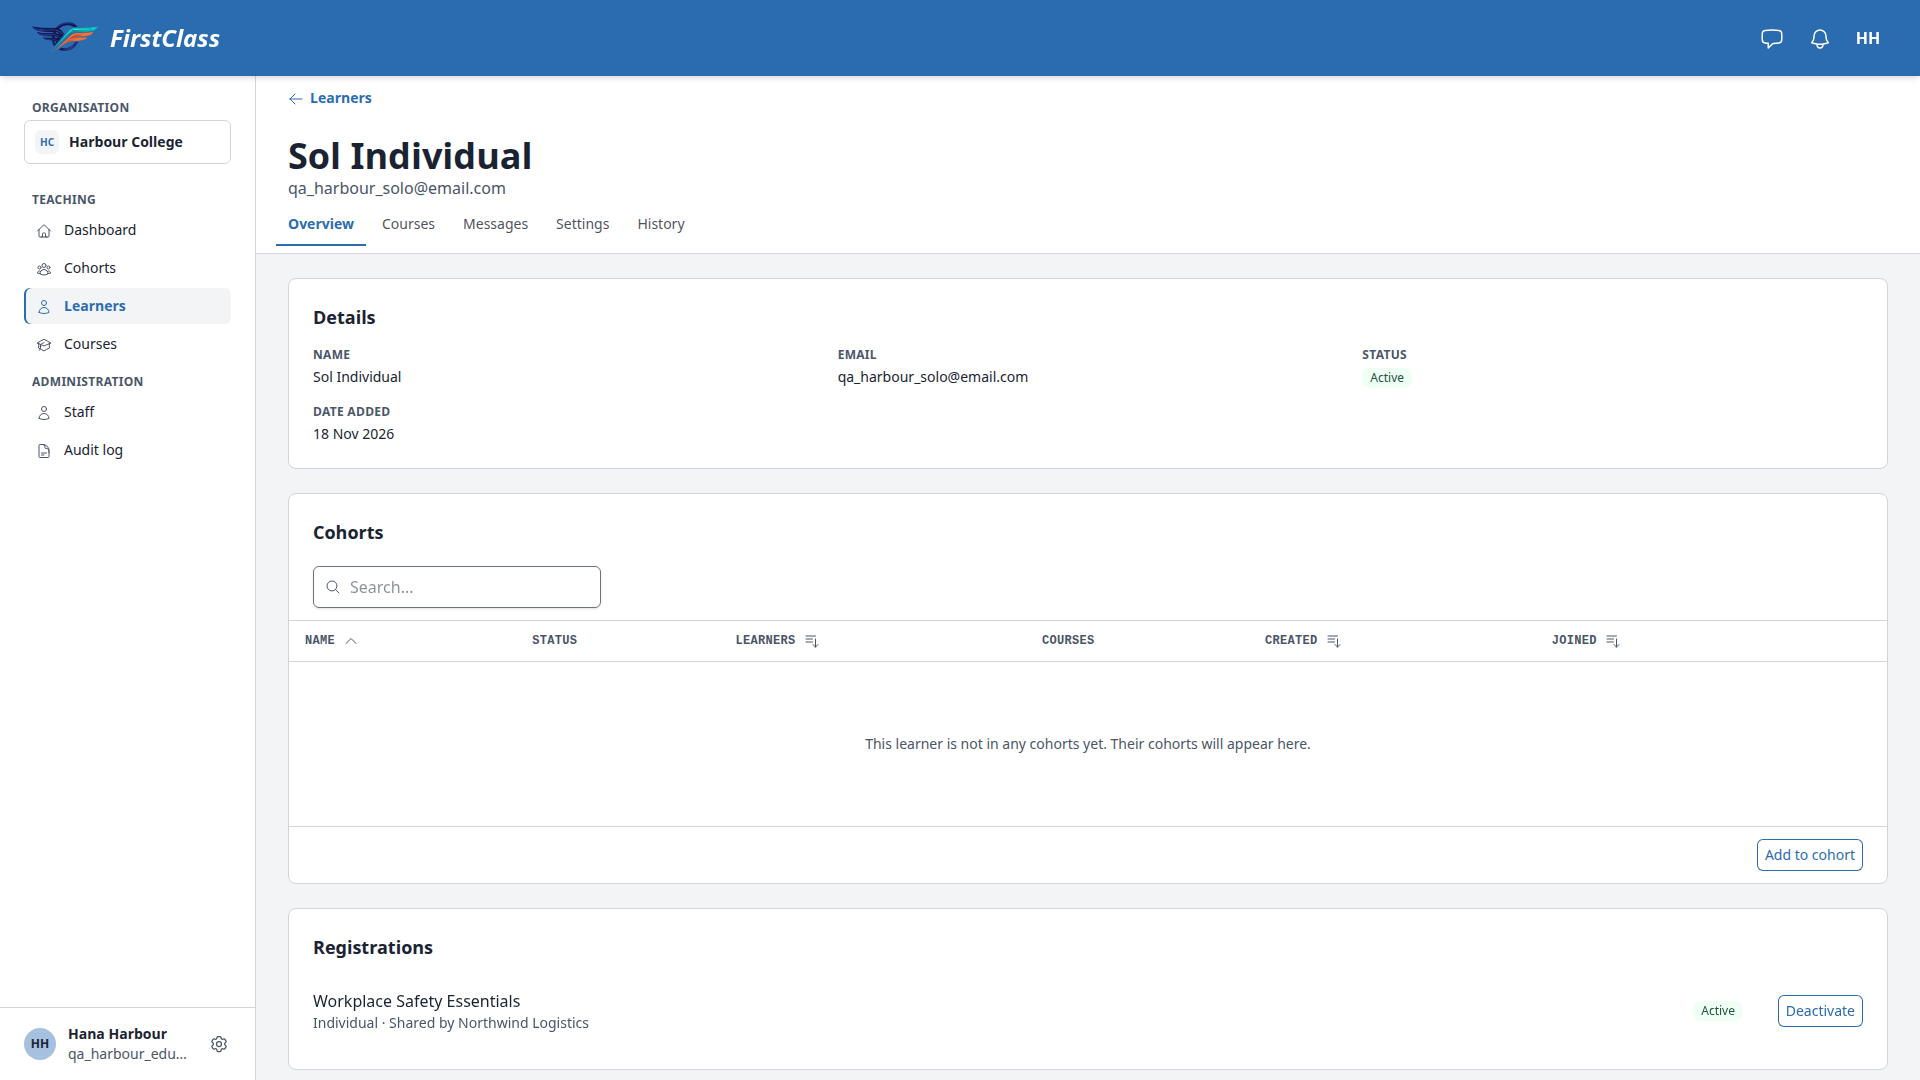 FirstClass
HH
ORGANISATION
HC Harbour College
TEACHING
Dashboard
Cohorts
Learners
Courses
ADMINISTRATION
Staff
Audit log
HH
Hana Harbour
qa_harbour_edu...
Learners
Sol Individual
qa_harbour_solo@email.com
Overview Courses Messages Settings History
Details
NAME
Sol Individual
EMAIL
qa_harbour_solo@email.com
STATUS
Active
DATE ADDED
18 Nov 2026
Cohorts
Search...
NAME STATUS LEARNERS COURSES CREATED JOINED
This learner is not in any cohorts yet. Their cohorts will appear here.
Add to cohort
Registrations
Workplace Safety Essentials
Individual · Shared by Northwind Logistics
Active
Deactivate